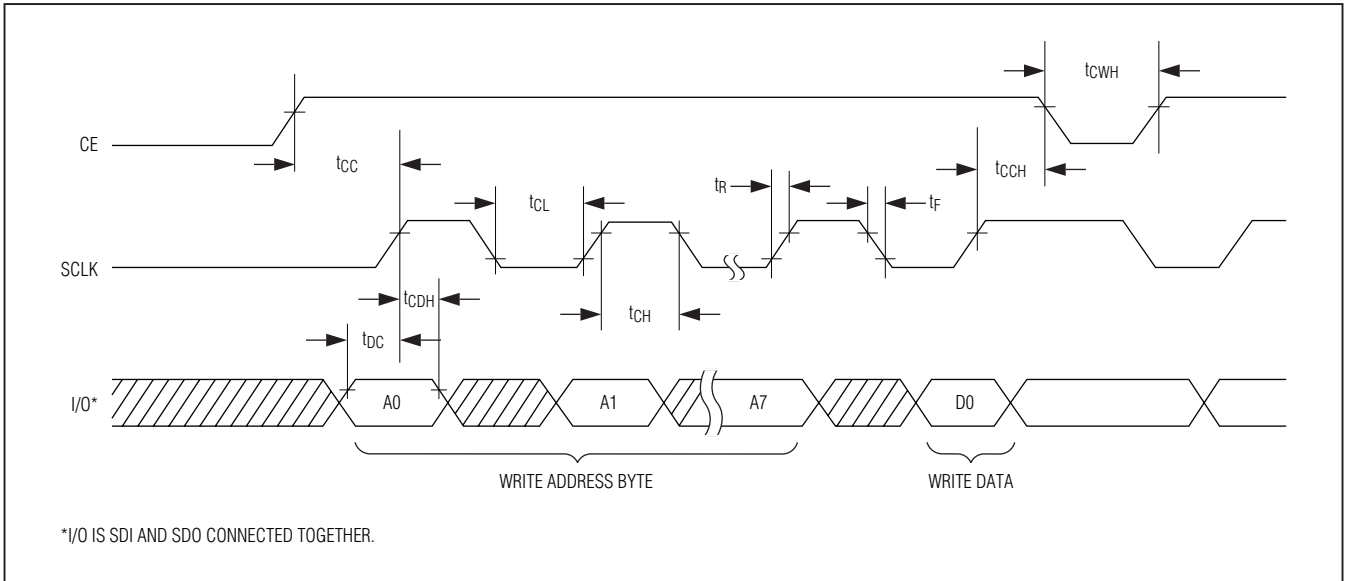 tCWH
CE
tCC
tCCH
tR
tCL
tF
SCLK
tCDH
tCH
tDC
I/O*
A0
A1
A7
D0
WRITE ADDRESS BYTE
WRITE DATA
*I/O IS SDI AND SDO CONNECTED TOGETHER.